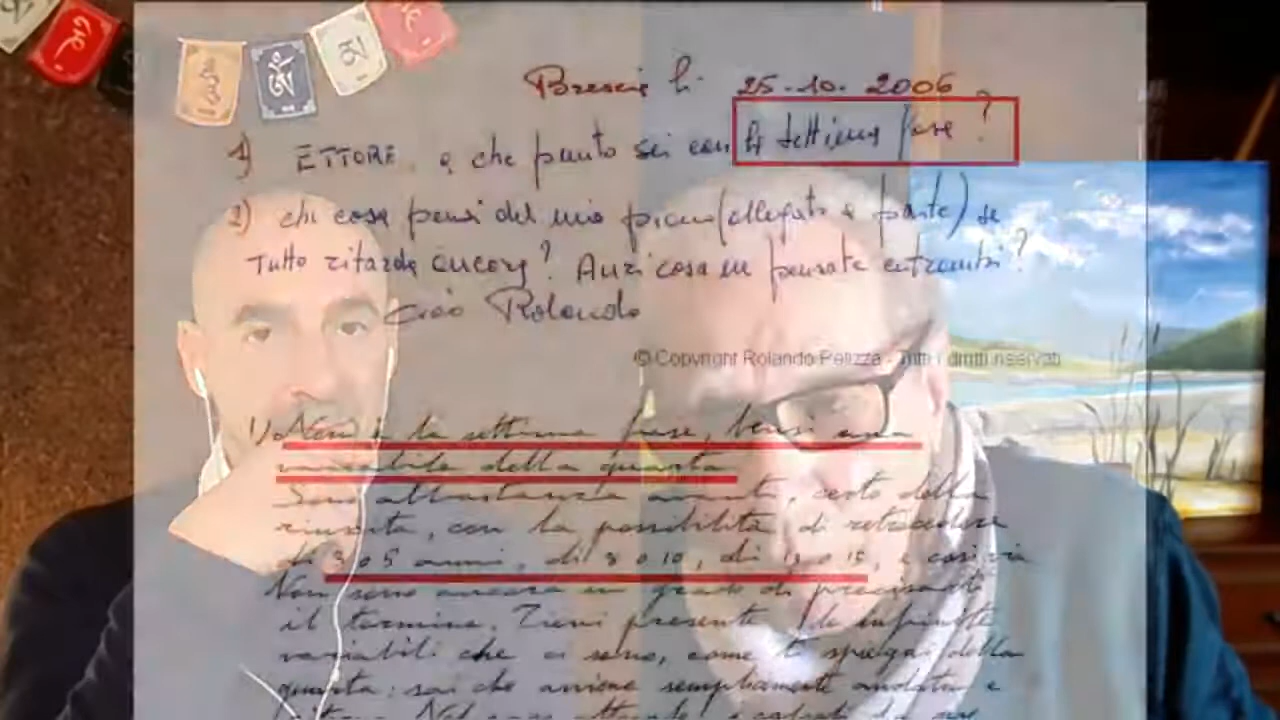 Brescia li 25-10-2006
1) ETTORE, a che punto sei con la settima fase?
2) che cosa pensi del mio piano (allegato a parte) se
Tutto ritarda ancora? Anzi cosa ne pensate entrambi?
Ciao Rolando
© Copyright Rolando Pelizza - Tutti i diritti riservati
1) Non è la settima fase, bensì una
variabile della quarta
Sono abbastanza avanti, certo della
riuscita, con la possibilità di retrocedere
di 3 o 5 anni, di 8 o 10, di 13 o 15, e così via
Non sono ancora in grado di precisarti
il termine. Tieni presente le infinite
variabili che ci sono, come ti spiegai della
quarta: sai che avviene semplicemente andata e